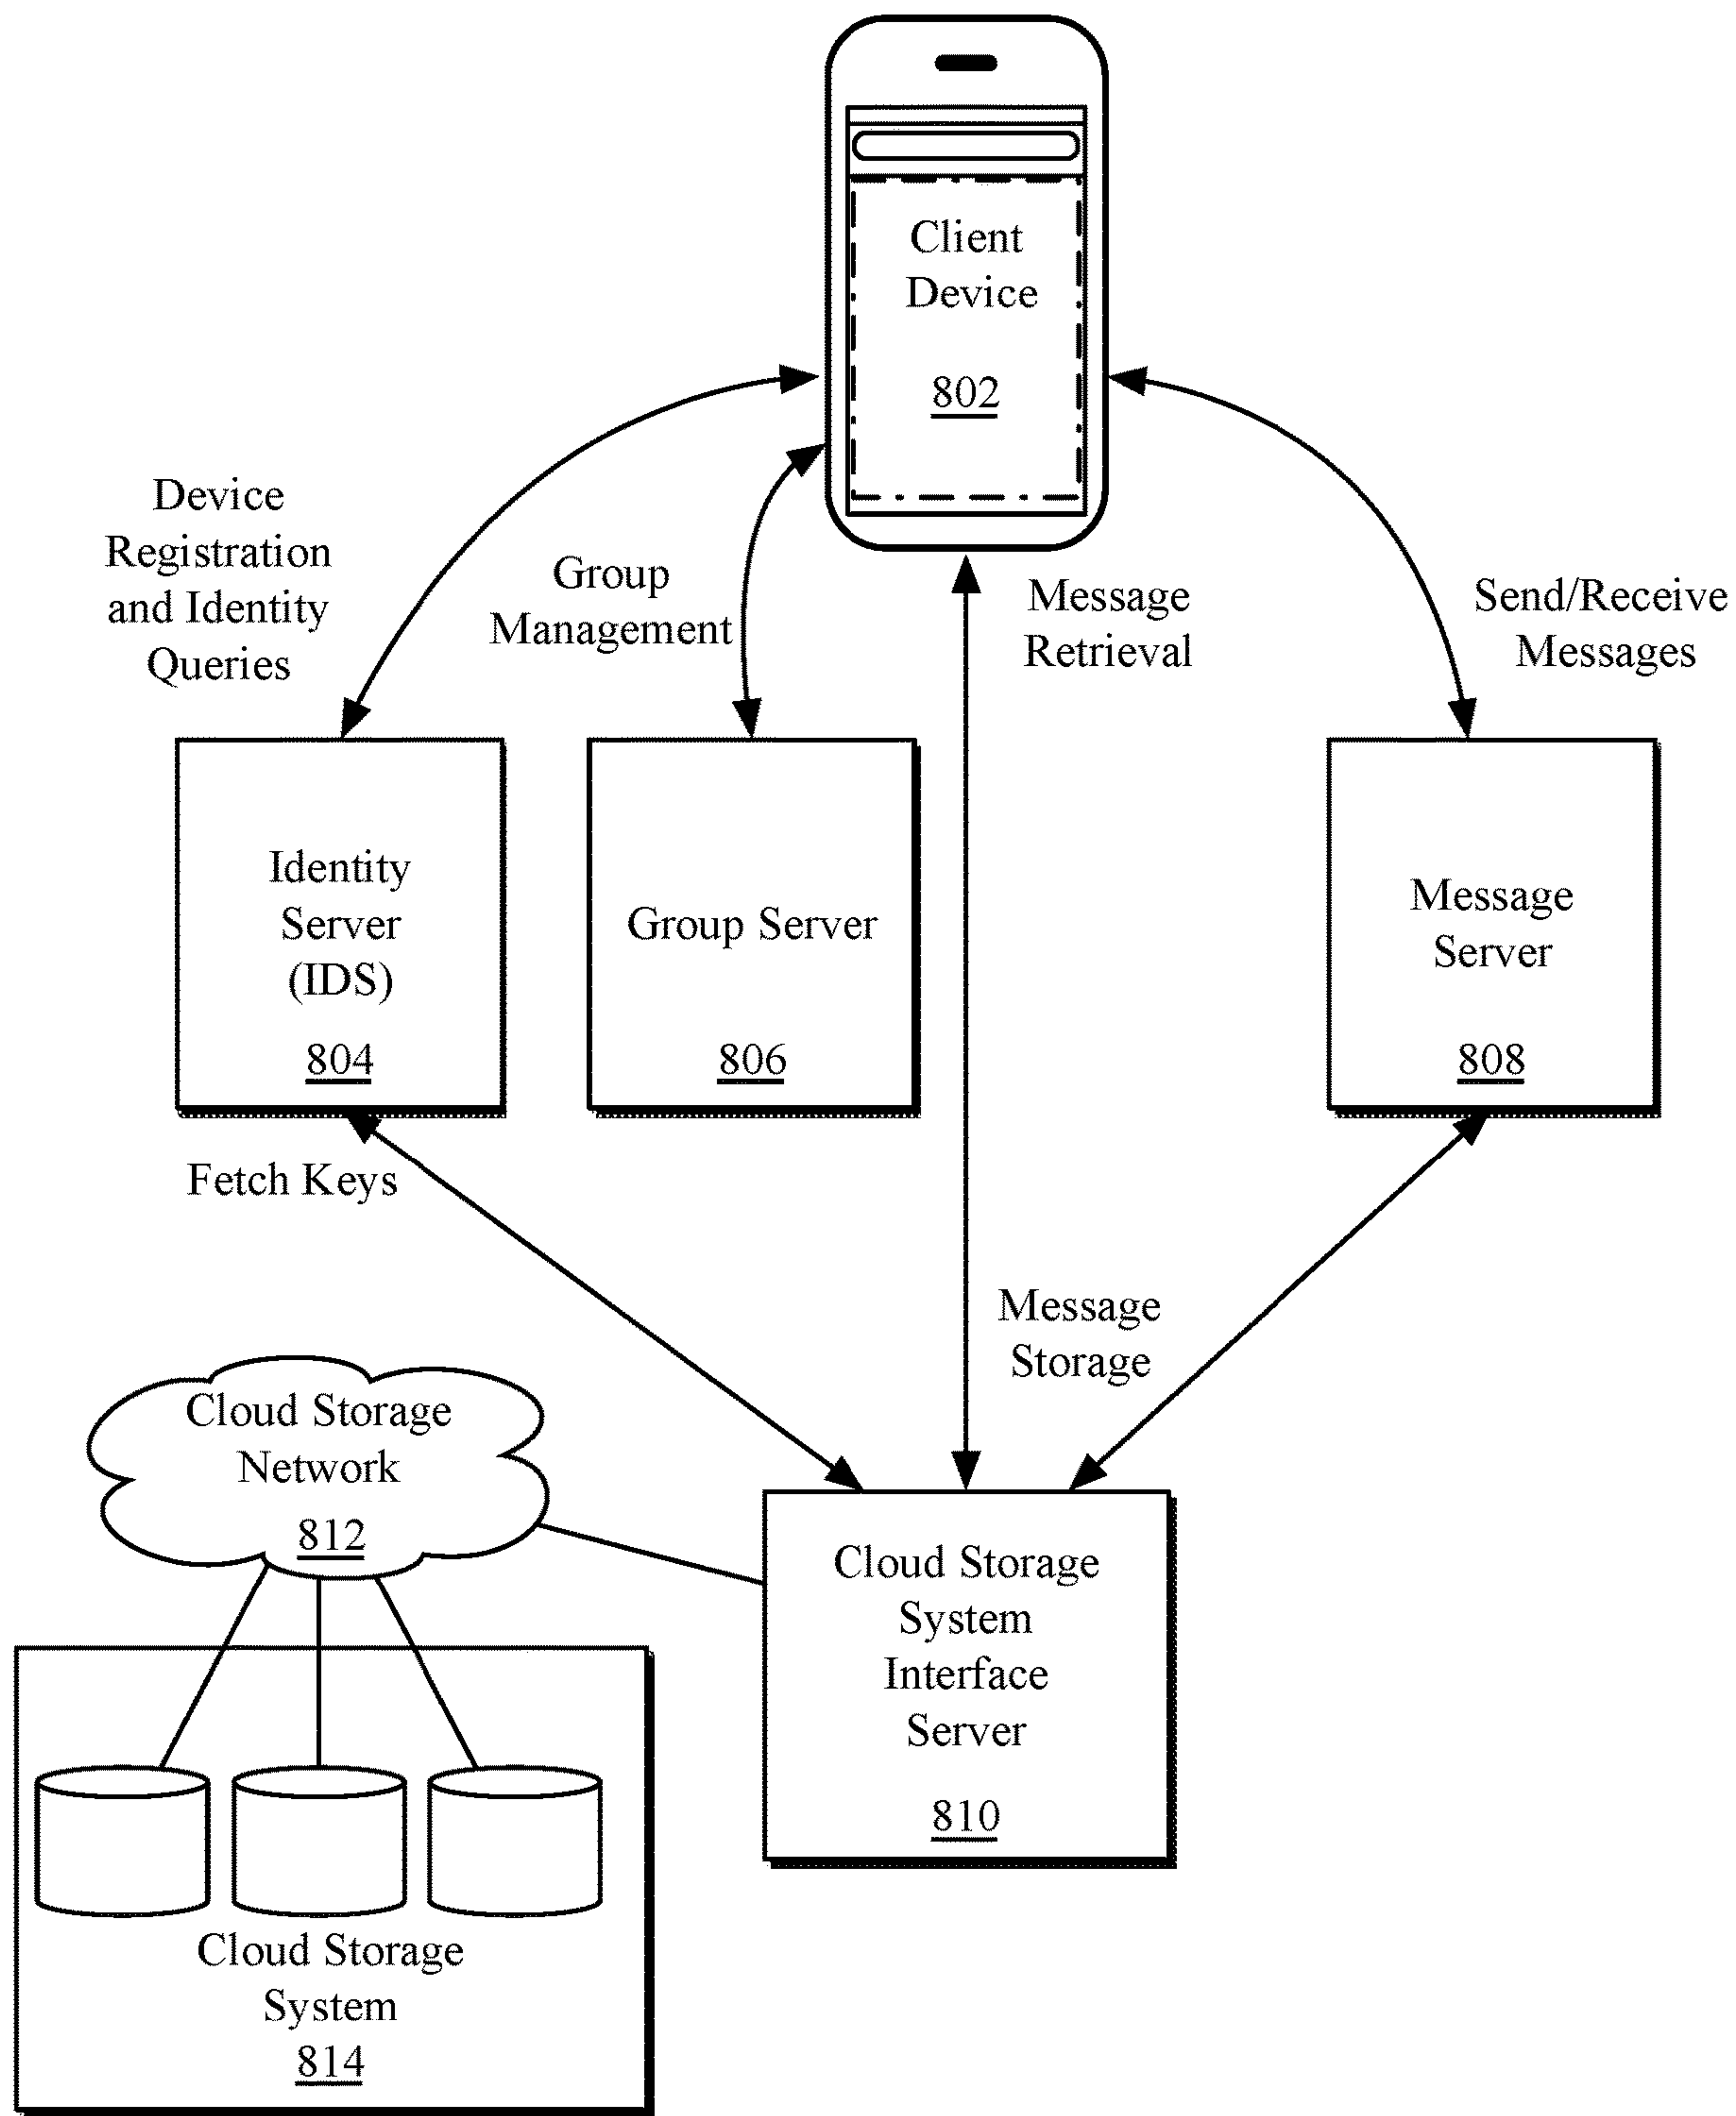 Client
Device
802
Device
Registration
and Identity
Queries
Group
Management
Message
Retrieval
Send/Receive
Messages
Identity
Server
(IDS)
804
Group Server
806
Message
Server
808
Fetch Keys
Message
Storage
Cloud Storage
Network
812
Cloud Storage
System
Interface
Server
810
Cloud Storage
System
814